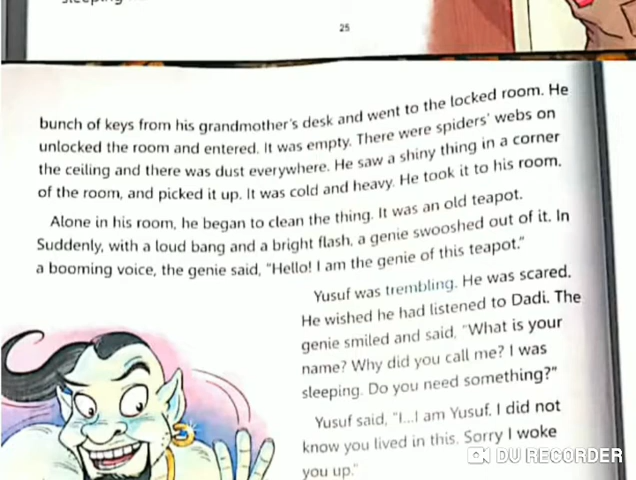 25
bunch of keys from his grandmother's desk and went to the locked room. He
unlocked the room and entered. It was empty. There were spiders' webs on
the ceiling and there was dust everywhere. He saw a shiny thing in a corner
of the room, and picked it up. It was cold and heavy. He took it to his room.
Alone in his room, he began to clean the thing. It was an old teapot.
Suddenly, with a loud bang and a bright flash, a genie swooshed out of it. In
a booming voice, the genie said, "Hello! I am the genie of this teapot."
Yusuf was trembling. He was scared.
He wished he had listened to Dadi. The
genie smiled and said, "What is your
name? Why did you call me? I was
sleeping. Do you need something?"
Yusuf said, "I...I am Yusuf. I did not
know you lived in this. Sorry I woke
you up."
DU RECORDER